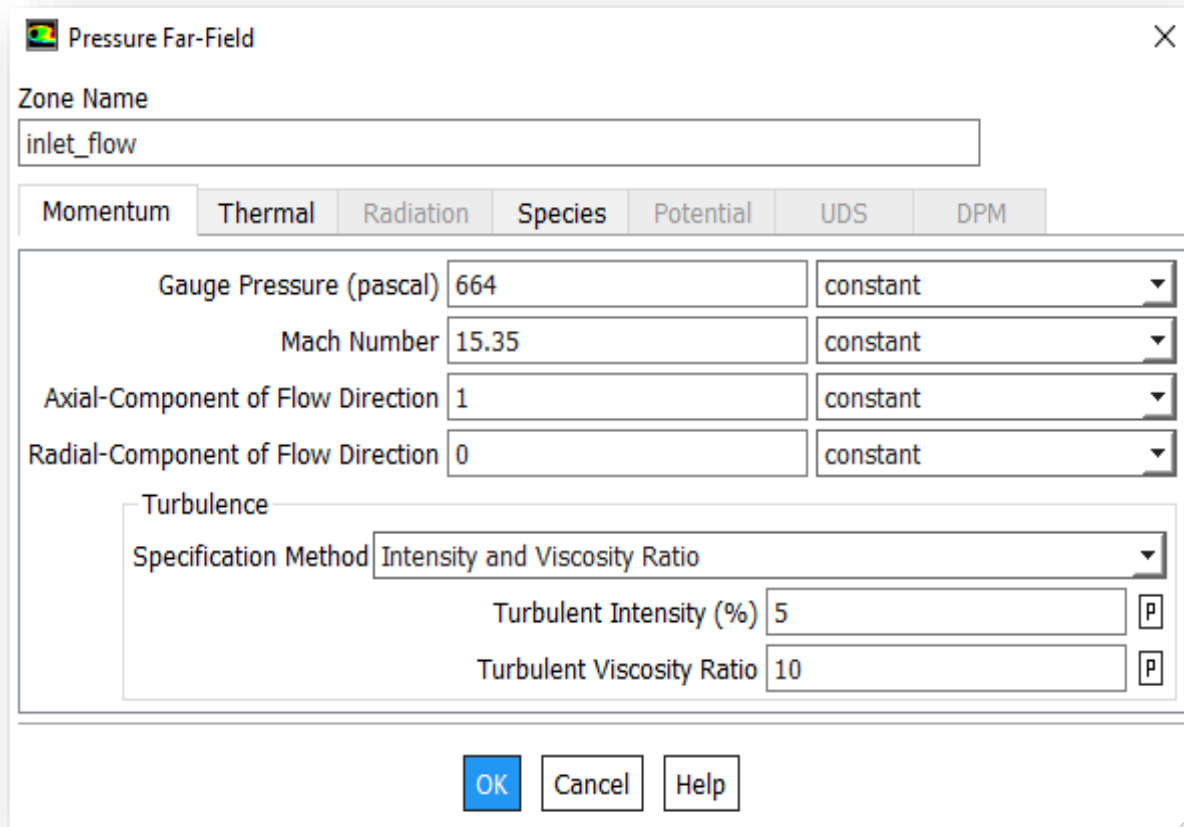 Pressure Far-Field
Zone Name
inlet_flow
Momentum Thermal Radiation Species Potential UDS DPM
Gauge Pressure (pascal) 664 constant
Mach Number 15.35 constant
Axial-Component of Flow Direction 1 constant
Radial-Component of Flow Direction 0 constant
Turbulence
Specification Method Intensity and Viscosity Ratio
Turbulent Intensity (%) 5 P
Turbulent Viscosity Ratio 10 P
OK Cancel Help